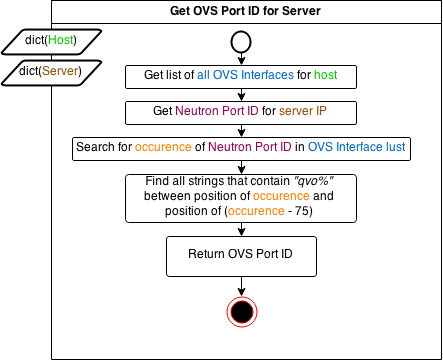 Get OVS Port ID for Server
dict(Host)
dict(Server)
Get list of all OVS Interfaces for host
Get Neutron Port ID for server IP
Search for occurence of Neutron Port ID in OVS Interface lust
Find all strings that contain "qvo%"
between position of occurence and
position of (occurence - 75)
Return OVS Port ID